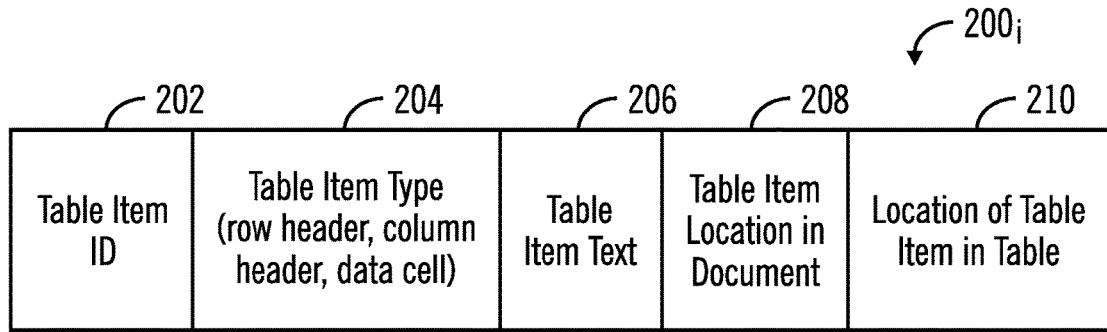 200i
202 204 206 208 210
Table Item
ID
Table Item Type
(row header, column
header, data cell)
Table
Item Text
Table Item
Location in
Document
Location of Table
Item in Table